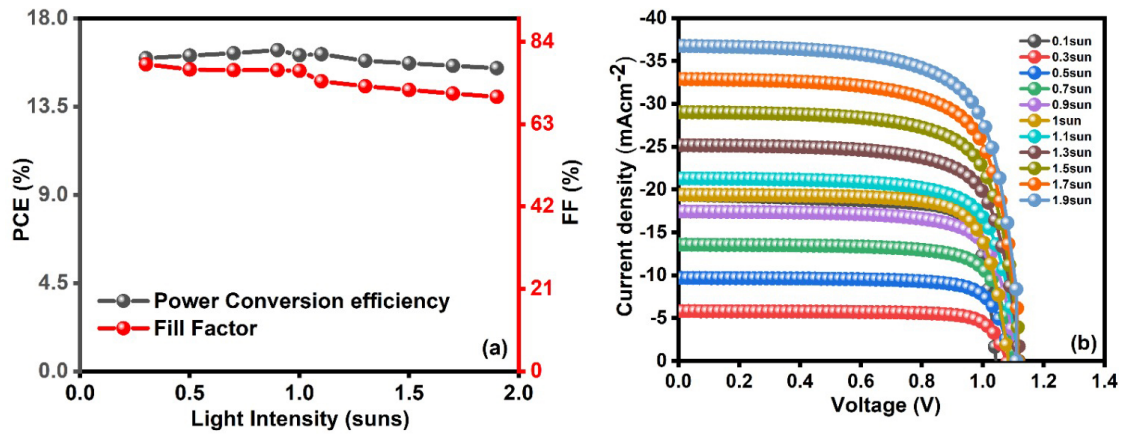 18.0
13.5
9.0
4.5
0.0
PCE (%)
84
63
42
21
0
FF (%)
Power Conversion efficiency
Fill Factor
(a)
0.0 0.5 1.0 1.5 2.0
Light Intensity (suns)
-40
-35
-30
-25
-20
-15
-10
-5
0
Current density (mAcm-2)
0.1sun
0.3sun
0.5sun
0.7sun
0.9sun
1sun
1.1sun
1.3sun
1.5sun
1.7sun
1.9sun
(b)
0.0 0.2 0.4 0.6 0.8 1.0 1.2 1.4
Voltage (V)